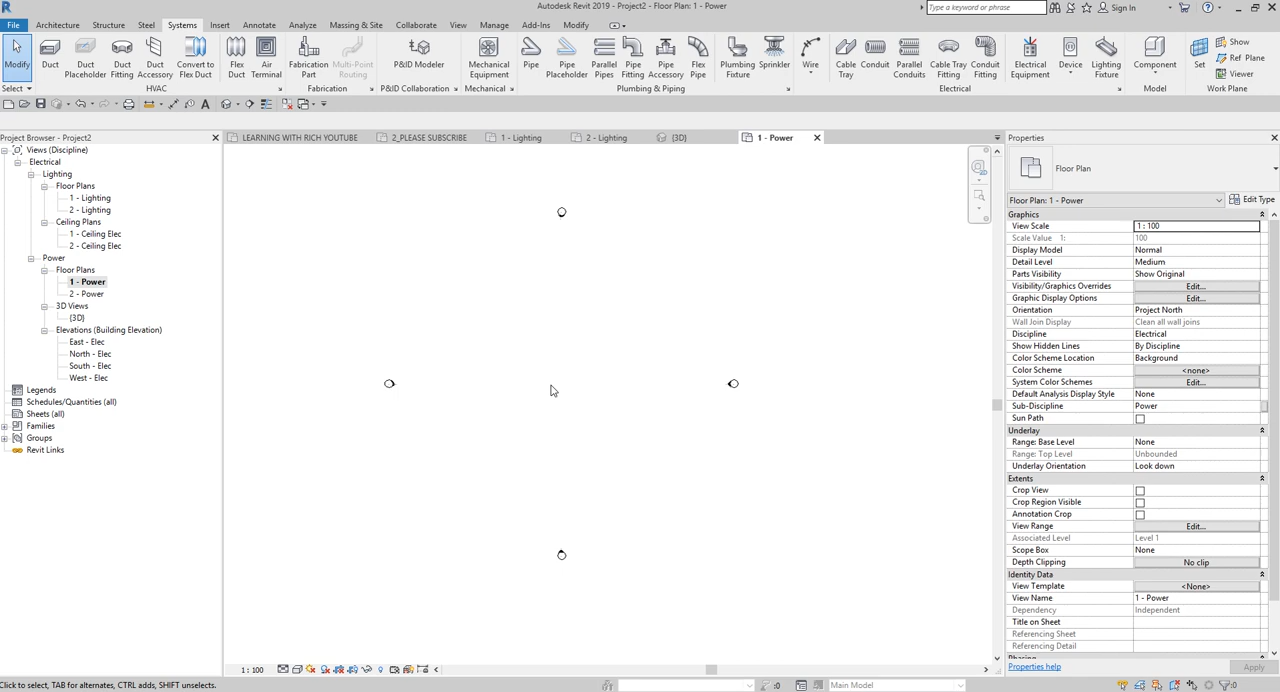 Autodesk Revit 2019 - Floor Plan: 1 - Power
Type a keyword or phrase
Sign In
File Architecture Structure Steel Systems Insert Annotate Analyze Massing & Site Collaborate View Manage Add-Ins Modify
Modify
Duct
Duct Placeholder
Duct Fitting
Duct Accessory
Convert to Flex Duct
Flex Duct
Air Terminal
Fabrication Part
Multi-Point Routing
P&ID Modeler
Mechanical Equipment
Pipe
Pipe Placeholder
Parallel Pipes
Pipe Fitting
Pipe Accessory
Flex Pipe
Plumbing Fixture
Sprinkler
Wire
Cable Tray
Conduit
Parallel Conduits
Cable Tray Fitting
Conduit Fitting
Electrical Equipment
Device
Lighting Fixture
Component
Set
Show
Ref Plane
Viewer
Select HVAC Fabrication P&ID Collaboration Mechanical Plumbing & Piping Electrical Model Work Plane
Project Browser - Project2
LEARNING WITH RICH YOUTUBE 2_PLEASE SUBSCRIBE 1 - Lighting 2 - Lighting {3D} 1 - Power
Views (Discipline)
Electrical
Lighting
Floor Plans
1 - Lighting
2 - Lighting
Ceiling Plans
1 - Ceiling Elec
2 - Ceiling Elec
Power
Floor Plans
1 - Power
2 - Power
3D Views
{3D}
Elevations (Building Elevation)
East - Elec
North - Elec
South - Elec
West - Elec
Legends
Schedules/Quantities (all)
Sheets (all)
Families
Groups
Revit Links
Properties
Floor Plan
Floor Plan: 1 - Power Edit Type
Graphics
View Scale 1 : 100
Scale Value 1: 100
Display Model Normal
Detail Level Medium
Parts Visibility Show Original
Visibility/Graphics Overrides Edit...
Graphic Display Options Edit...
Orientation Project North
Wall Join Display Clean all wall joins
Discipline Electrical
Show Hidden Lines By Discipline
Color Scheme Location Background
Color Scheme <none>
System Color Schemes Edit...
Default Analysis Display Style None
Sub-Discipline Power
Sun Path
Underlay
Range: Base Level None
Range: Top Level Unbounded
Underlay Orientation Look down
Extents
Crop View
Crop Region Visible
Annotation Crop
View Range Edit...
Associated Level Level 1
Scope Box None
Depth Clipping No clip
Identity Data
View Template <None>
View Name 1 - Power
Dependency Independent
Title on Sheet
Referencing Sheet
Referencing Detail
Phasing
Properties help Apply
1 : 100
Click to select, TAB for alternates, CTRL adds, SHIFT unselects. :0 Main Model :0